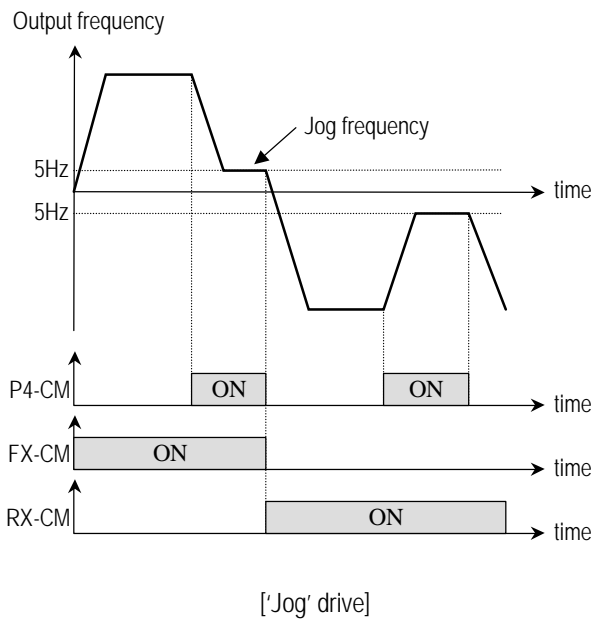 Output frequency
Jog frequency
5Hz
time
5Hz
P4-CM
ON
ON
time
FX-CM
ON
time
RX-CM
ON
time
['Jog' drive]